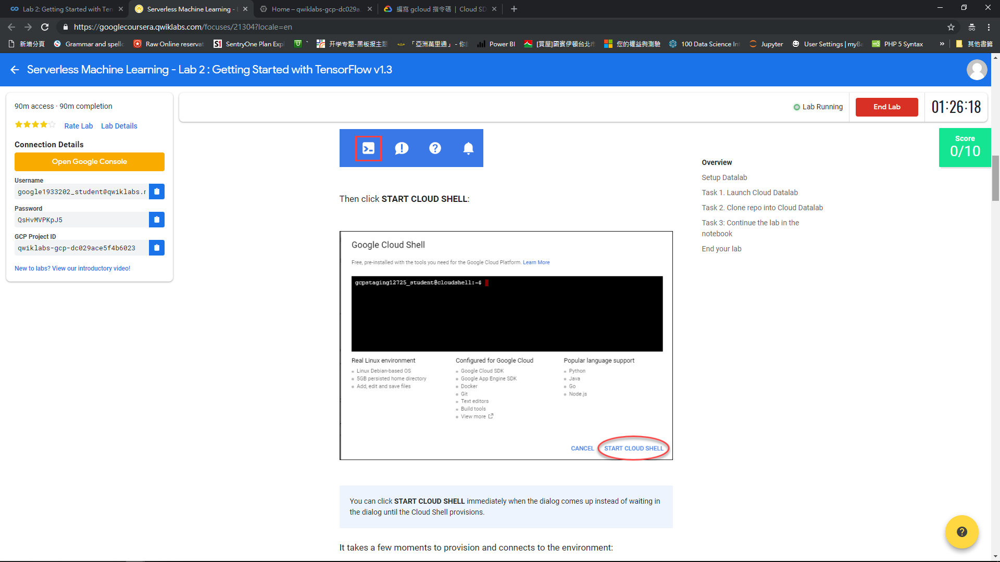 Lab 2: Getting Started with Ten
Serverless Machine Learning - L
Home – qwiklabs-gcp-dc029a
編寫 gcloud 指令碼 | Cloud SD
https://googlecoursera.qwiklabs.com/focuses/21304?locale=en
新增分頁
Grammar and spellc
Raw Online reservat
SentryOne Plan Expl
开学专题-黑板报主题
「亞洲萬里通」 - 你的
Power BI
[買屋]國賓伊頓台北市
您的權益與測驗
100 Data Science Int
Jupyter
User Settings | myBa
PHP 5 Syntax
»
其他書籤
Serverless Machine Learning - Lab 2 : Getting Started with TensorFlow v1.3
90m access · 90m completion
Rate Lab
Lab Details
Connection Details
Open Google Console
Username
google1933202_student@qwiklabs.n
Password
QsHvMVPKpJ5
GCP Project ID
qwiklabs-gcp-dc029ace5f4b6023
New to labs? View our introductory video!
Lab Running
End Lab
01:26:18
Score
0/10
Then click START CLOUD SHELL:
Google Cloud Shell
Free, pre-installed with the tools you need for the Google Cloud Platform. Learn More
gcpstaging12725_student@cloudshell:~$
Real Linux environment
Linux Debian-based OS
5GB persisted home directory
Add, edit and save files
Configured for Google Cloud
Google Cloud SDK
Google App Engine SDK
Docker
Git
Text editors
Build tools
View more
Popular language support
Python
Java
Go
Node.js
CANCEL
START CLOUD SHELL
You can click START CLOUD SHELL immediately when the dialog comes up instead of waiting in
the dialog until the Cloud Shell provisions.
It takes a few moments to provision and connects to the environment:
Overview
Setup Datalab
Task 1. Launch Cloud Datalab
Task 2. Clone repo into Cloud Datalab
Task 3: Continue the lab in the
notebook
End your lab